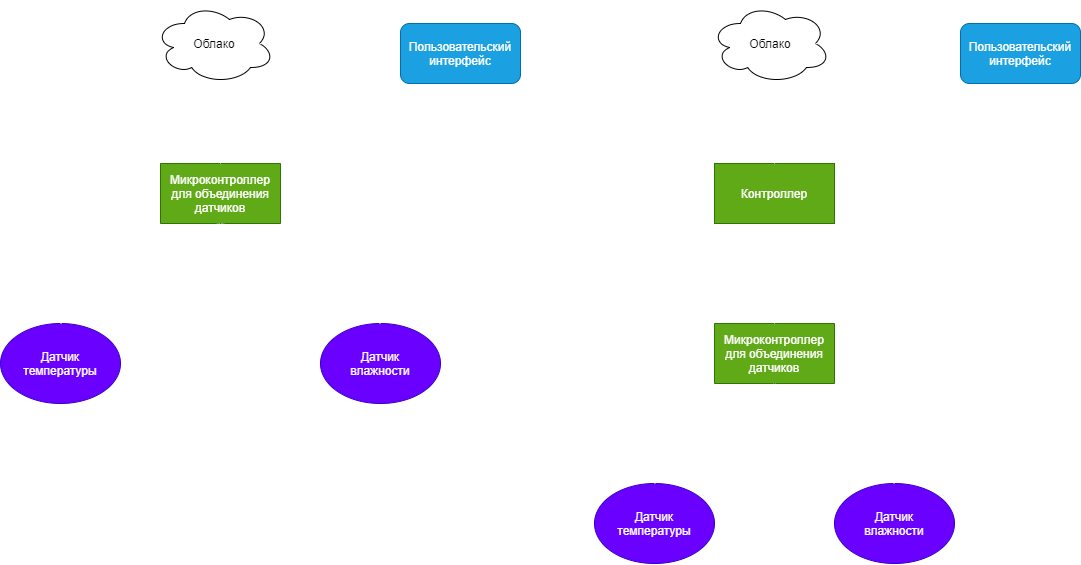 Облако
Пользовательский
интерфейс
Облако
Пользовательский
интерфейс
Микроконтроллер
для объединения
датчиков
Контроллер
Датчик
температуры
Датчик
влажности
Микроконтроллер
для объединения
датчиков
Датчик
температуры
Датчик
влажности